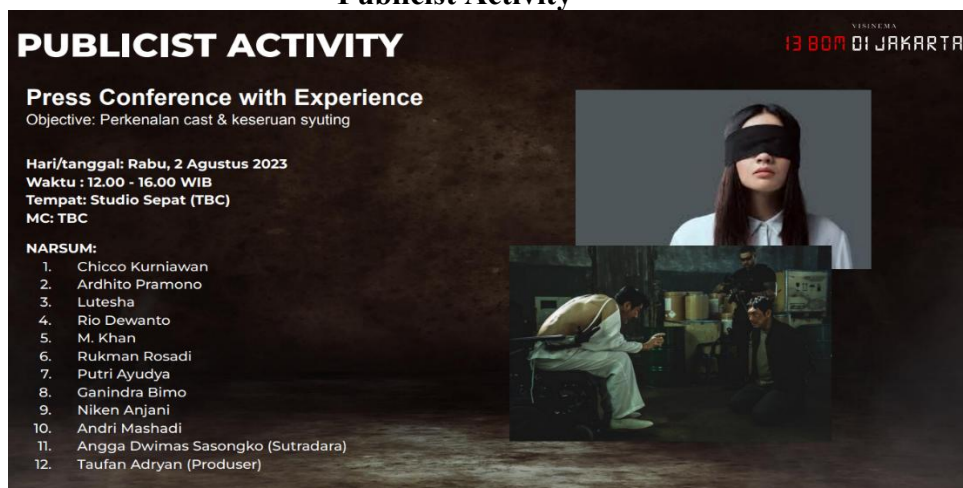 Publicist Activity
PUBLICIST ACTIVITY
VISINEMA
13 BOM DI JAKARTA
Press Conference with Experience
Objective: Perkenalan cast & keseruan syuting
Hari/tanggal: Rabu, 2 Agustus 2023
Waktu : 12.00 - 16.00 WIB
Tempat: Studio Sepat (TBC)
MC: TBC
NARSUM:
1. Chicco Kurniawan
2. Ardhito Pramono
3. Lutesha
4. Rio Dewanto
5. M. Khan
6. Rukman Rosadi
7. Putri Ayudya
8. Ganindra Bimo
9. Niken Anjani
10. Andri Mashadi
11. Angga Dwimas Sasongko (Sutradara)
12. Taufan Adryan (Produser)